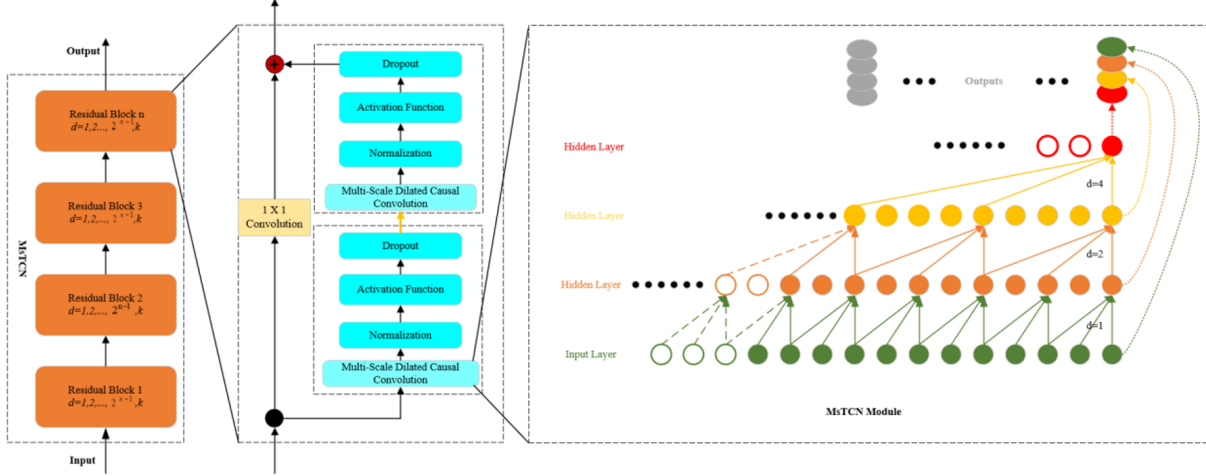 Output
MsTCN
Residual Block n
d=1,2..., 2^{n-1},k
Residual Block 3
d=1,2,..., 2^{n-1},k
Residual Block 2
d=1,2,..., 2^{n-1},k
Residual Block 1
d=1,2,..., 2^{n-1},k
Input
+
Dropout
Activation Function
Normalization
Multi-Scale Dilated Causal
Convolution
1 X 1
Convolution
Dropout
Activation Function
Normalization
Multi-Scale Dilated Causal
Convolution
Outputs
Hidden Layer
d=4
Hidden Layer
d=2
Hidden Layer
d=1
Input Layer
MsTCN Module